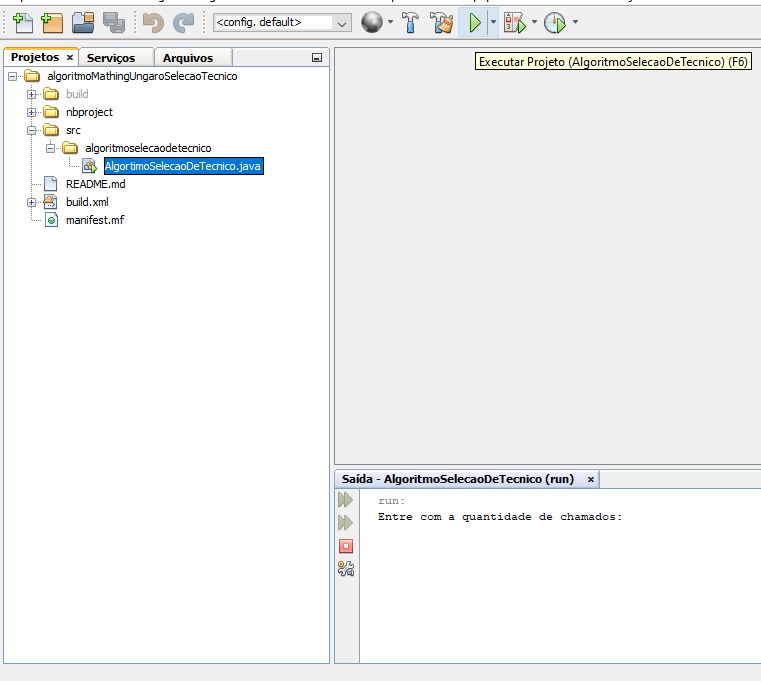 <config. default>
Projetos × Serviços Arquivos
Executar Projeto (AlgoritmoSelecaoDeTecnico) (F6)
algoritmoMathingUngaroSelecaoTecnico
build
nbproject
src
algoritmoselecaodetecnico
AlgortimoSelecaoDeTecnico.java
README.md
build.xml
manifest.mf
Saída - AlgoritmoSelecaoDeTecnico (run) ×
run:
Entre com a quantidade de chamados: